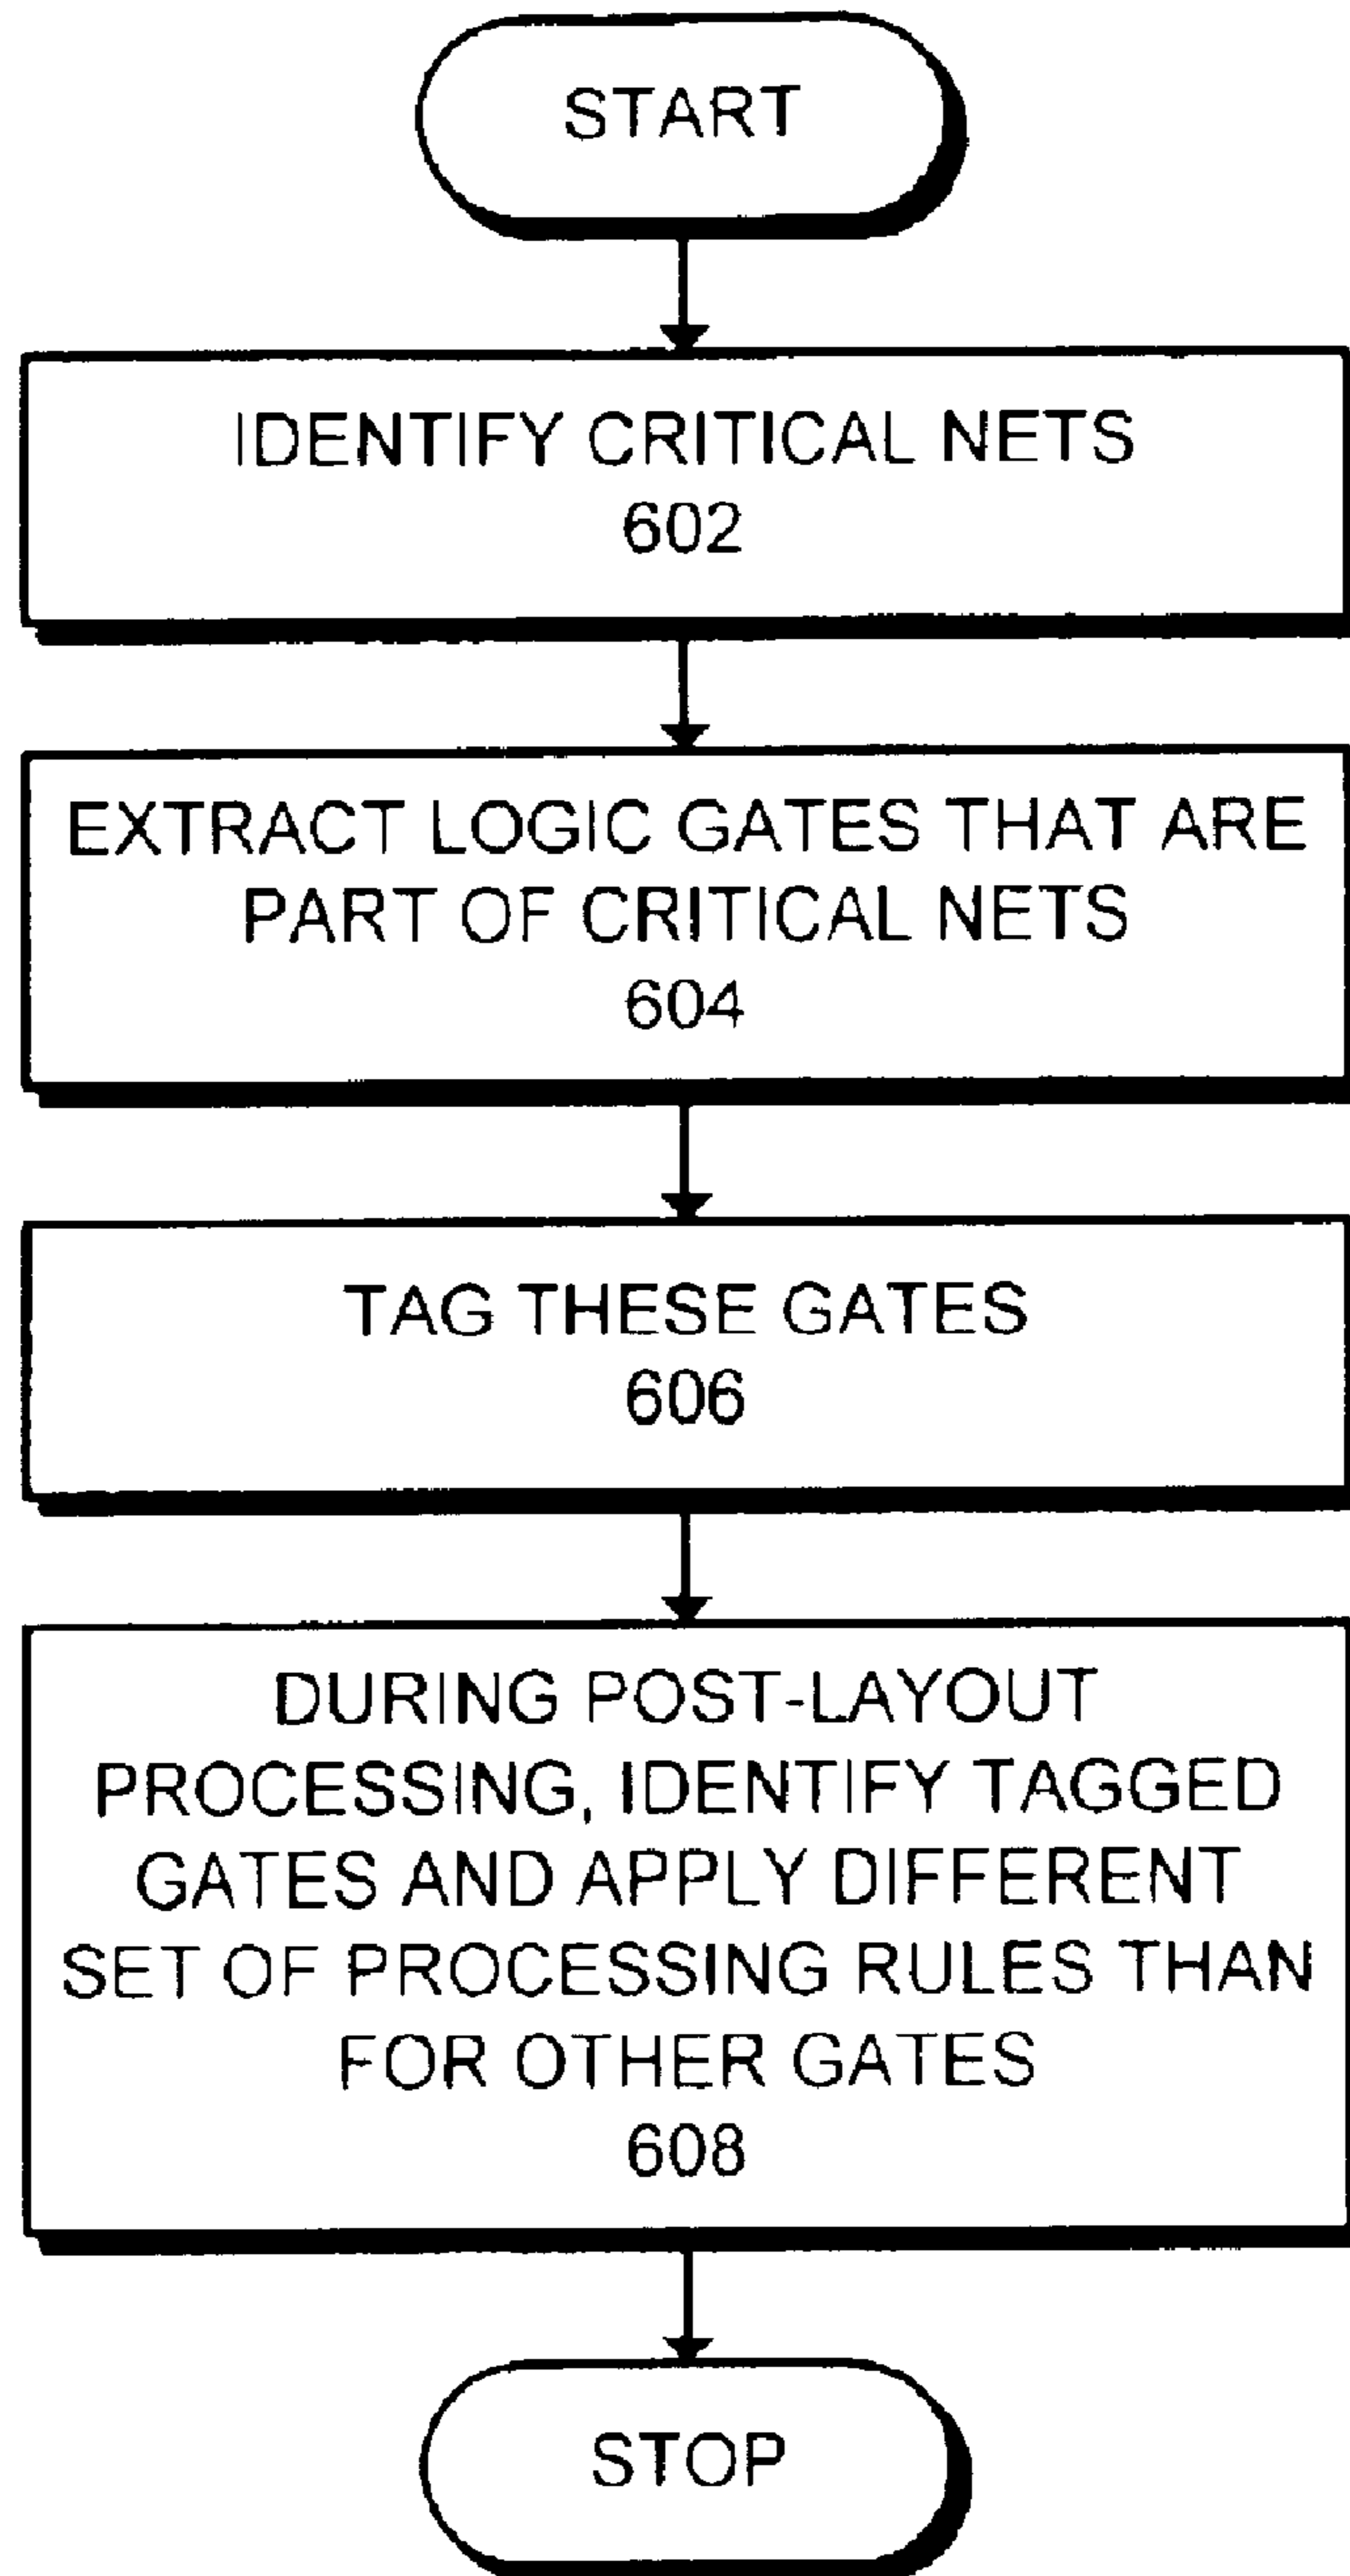 START
IDENTIFY CRITICAL NETS
602
EXTRACT LOGIC GATES THAT ARE
PART OF CRITICAL NETS
604
TAG THESE GATES
606
DURING POST-LAYOUT
PROCESSING, IDENTIFY TAGGED
GATES AND APPLY DIFFERENT
SET OF PROCESSING RULES THAN
FOR OTHER GATES
608
STOP